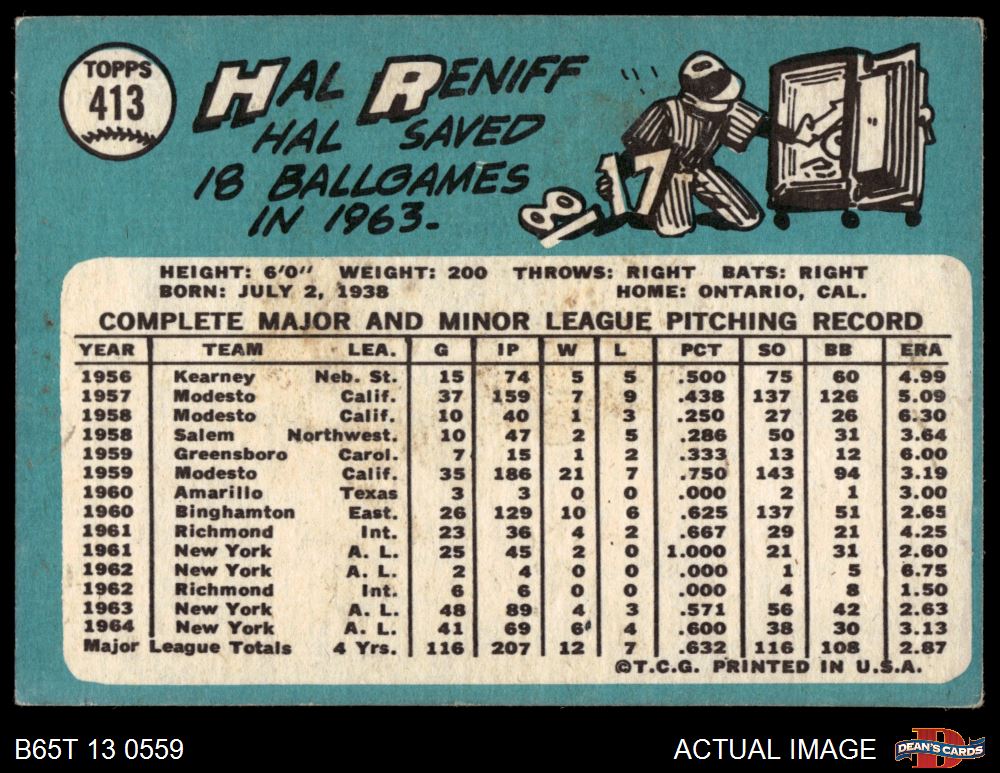 TOPPS
413
HAL RENIFF
HAL SAVED
18 BALLGAMES
IN 1963.
18
17
HEIGHT: 6'0" WEIGHT: 200 THROWS: RIGHT BATS: RIGHT
BORN: JULY 2, 1938 HOME: ONTARIO, CAL.
COMPLETE MAJOR AND MINOR LEAGUE PITCHING RECORD
YEAR TEAM LEA. G IP W L PCT SO BB ERA
1956 Kearney Neb. St. 15 74 5 5 .500 75 60 4.99
1957 Modesto Calif. 37 159 7 9 .438 137 126 5.09
1958 Modesto Calif. 10 40 1 3 .250 27 26 6.30
1958 Salem Northwest. 10 47 2 5 .286 50 31 3.64
1959 Greensboro Carol. 7 15 1 2 .333 13 12 6.00
1959 Modesto Calif. 35 186 21 7 .750 143 94 3.19
1960 Amarillo Texas 3 3 0 0 .000 2 1 3.00
1960 Binghamton East. 26 129 10 6 .625 137 51 2.65
1961 Richmond Int. 23 36 4 2 .667 29 21 4.25
1961 New York A. L. 25 45 2 0 1.000 21 31 2.60
1962 New York A. L. 2 4 0 0 .000 1 5 6.75
1962 Richmond Int. 6 6 0 0 .000 4 8 1.50
1963 New York A. L. 48 89 4 3 .571 56 42 2.63
1964 New York A. L. 41 69 6 4 .600 38 30 3.13
Major League Totals 4 Yrs. 116 207 12 7 .632 116 108 2.87
©T.C.G. PRINTED IN U.S.A.
B65T 13 0559
ACTUAL IMAGE
DEAN'S CARDS